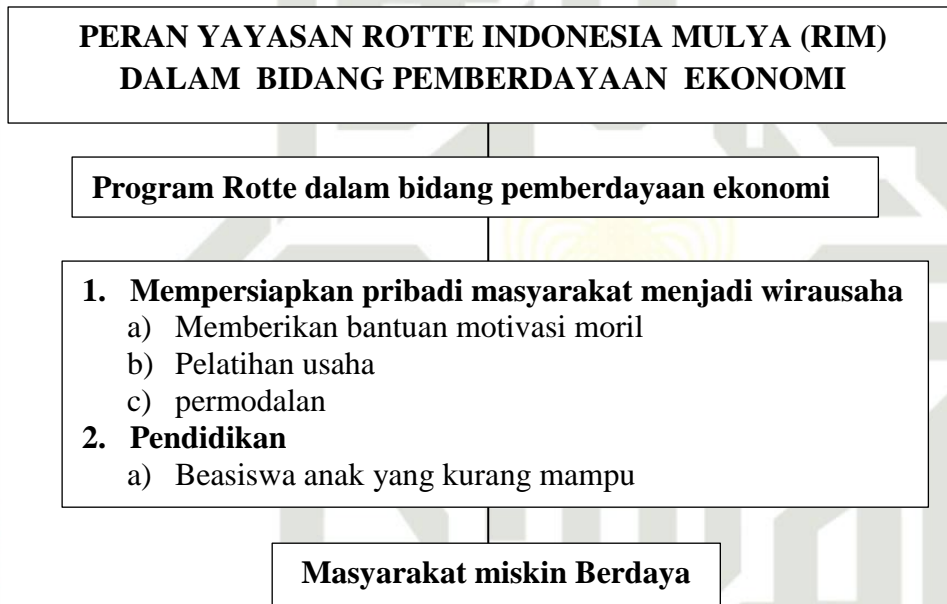 PERAN YAYASAN ROTTE INDONESIA MULYA (RIM)
DALAM BIDANG PEMBERDAYAAN EKONOMI
Program Rotte dalam bidang pemberdayaan ekonomi
1. Mempersiapkan pribadi masyarakat menjadi wirausaha
a) Memberikan bantuan motivasi moril
b) Pelatihan usaha
c) permodalan
2. Pendidikan
a) Beasiswa anak yang kurang mampu
Masyarakat miskin Berdaya